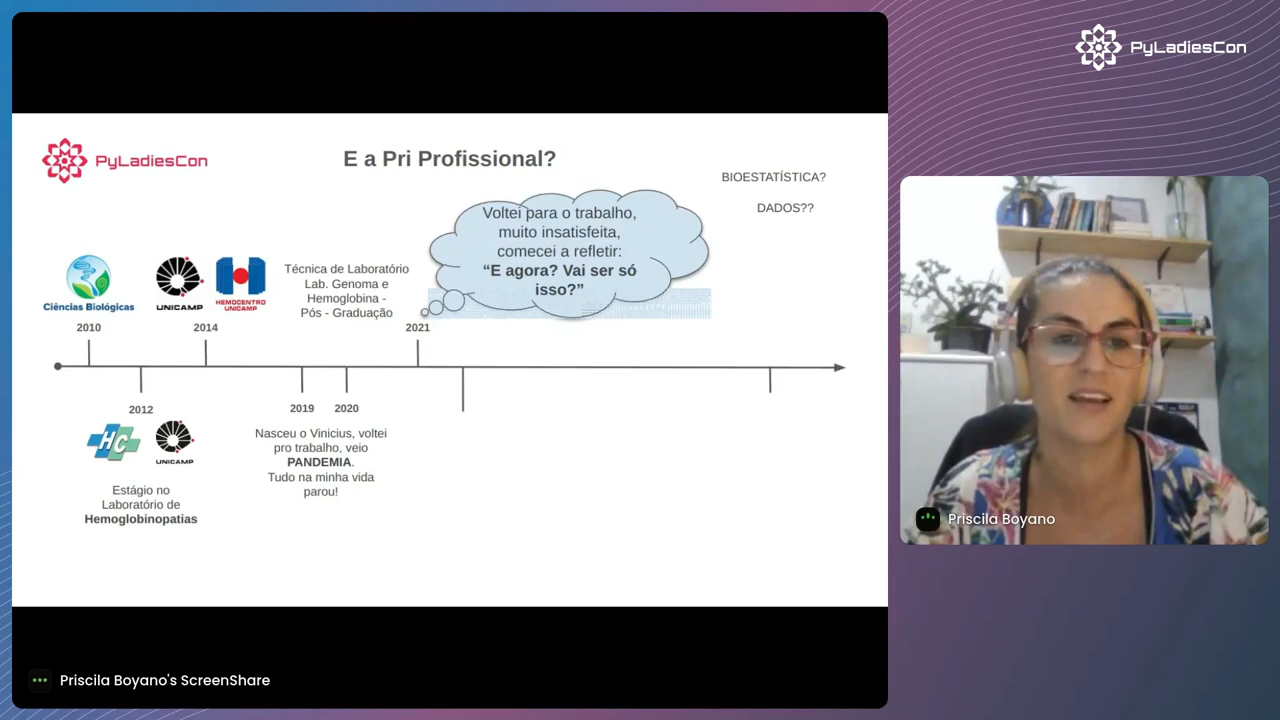 PyLadiesCon
PyLadiesCon
E a Pri Profissional?
BIOESTATÍSTICA?
DADOS??
Voltei para o trabalho,
muito insatisfeita,
comecei a refletir:
“E agora? Vai ser só
isso?”
Ciências Biológicas
UNICAMP
HEMOCENTRO
UNICAMP
Técnica de Laboratório
Lab. Genoma e
Hemoglobina -
Pós - Graduação
2010
2014
2021
2012
2019
2020
HC
UNICAMP
Estágio no
Laboratório de
Hemoglobinopatias
Nasceu o Vinicius, voltei
pro trabalho, veio
PANDEMIA.
Tudo na minha vida
parou!
Priscila Boyano
Priscila Boyano's ScreenShare